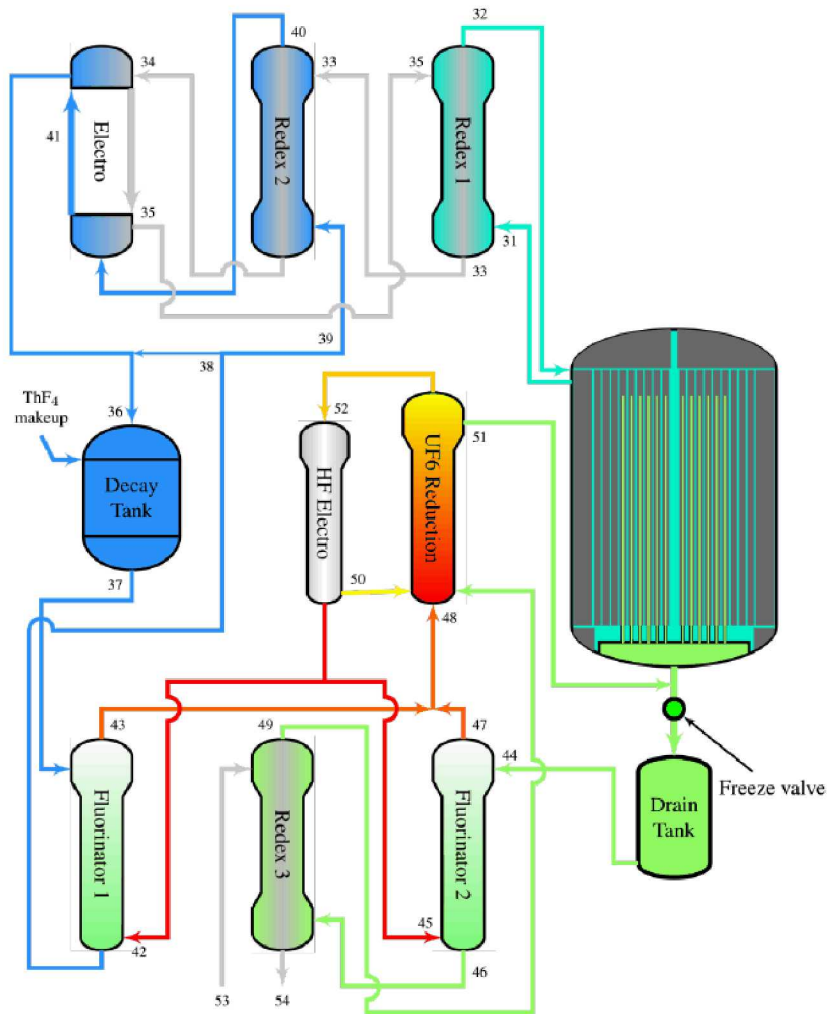 32
40
34
33
35
Electro
Redex 2
Redex 1
41
35
31
33
39
38
ThF4
makeup
36
52
51
Decay
Tank
HF Electro
UF6 Reduction
37
50
48
43
49
47
44
Freeze valve
Fluorinator 1
Redex 3
Fluorinator 2
Drain
Tank
42
45
46
53
54